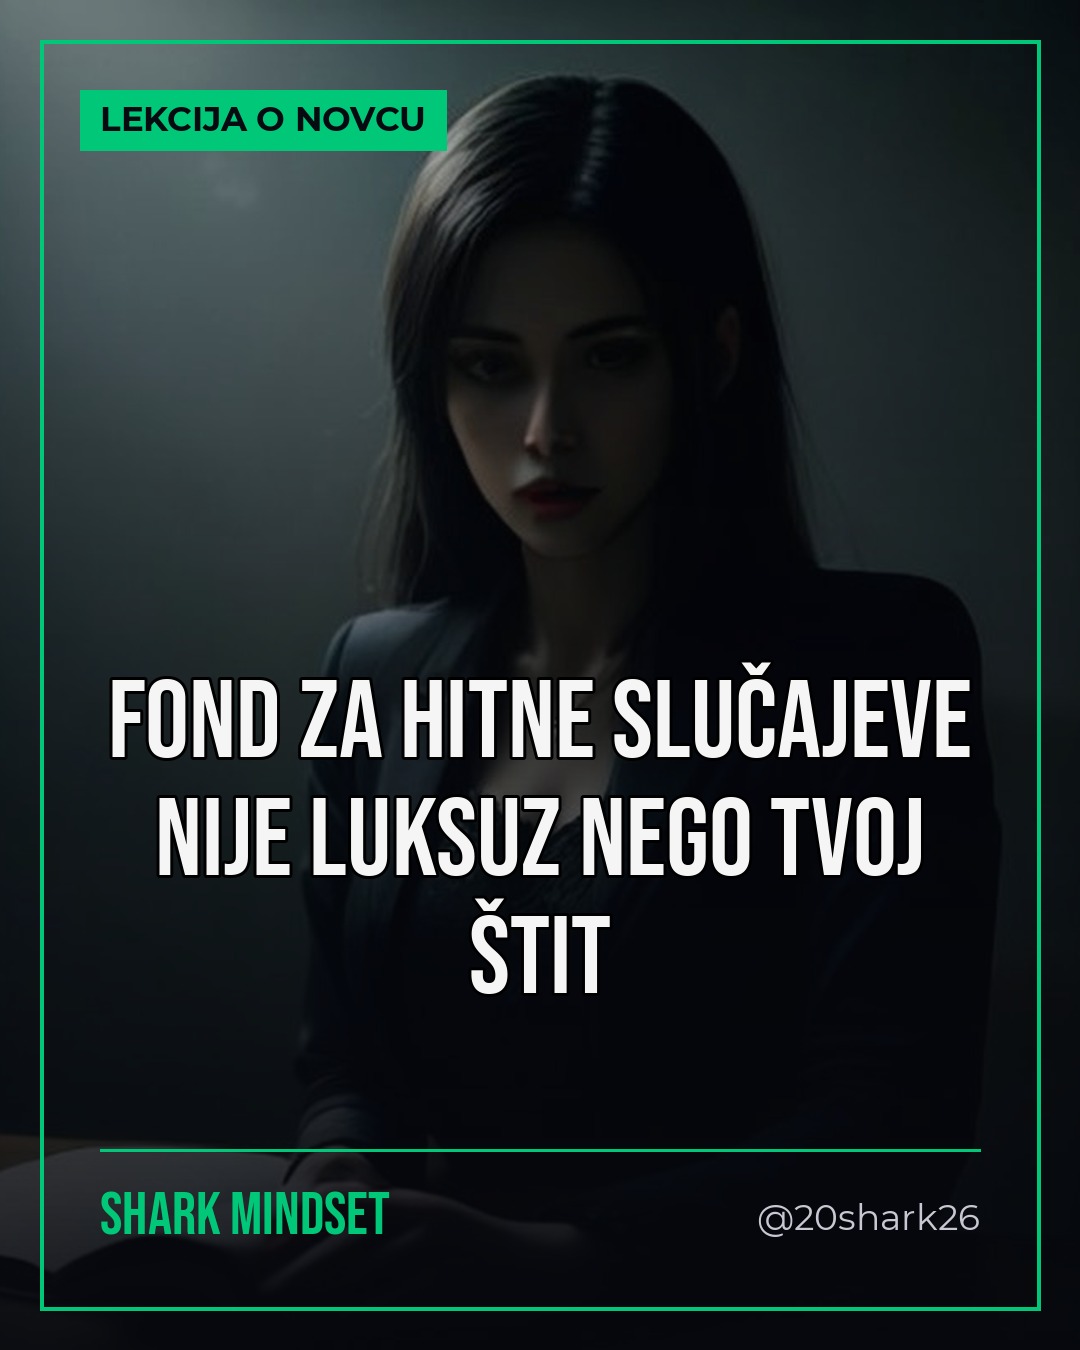 LEKCIJA O NOVCU
FOND ZA HITNE SLUČAJEVE
NIJE LUKSUZ NEGO TVOJ
ŠTIT
SHARK MINDSET
@20shark26